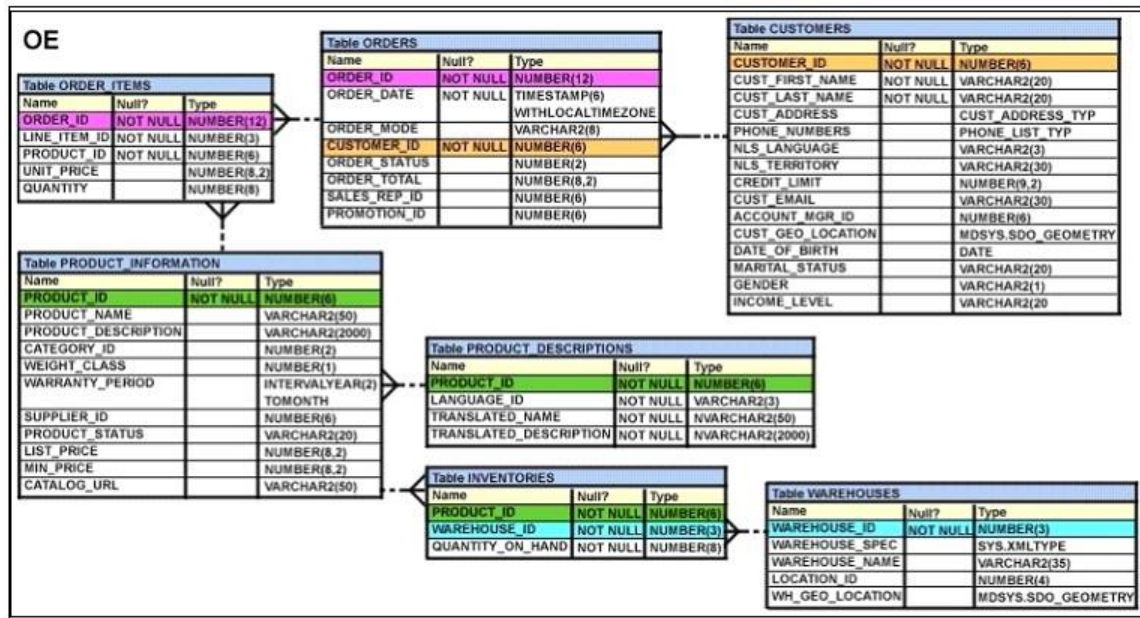 OE
Table ORDER_ITEMS
Name Null? Type
ORDER_ID NOT NULL NUMBER(12)
LINE_ITEM_ID NOT NULL NUMBER(3)
PRODUCT_ID NOT NULL NUMBER(6)
UNIT_PRICE NUMBER(8,2)
QUANTITY NUMBER(8)
Table ORDERS
Name Null? Type
ORDER_ID NOT NULL NUMBER(12)
ORDER_DATE NOT NULL TIMESTAMP(6)
WITHLOCALTIMEZONE
ORDER_MODE VARCHAR2(8)
CUSTOMER_ID NOT NULL NUMBER(6)
ORDER_STATUS NUMBER(2)
ORDER_TOTAL NUMBER(8,2)
SALES_REP_ID NUMBER(6)
PROMOTION_ID NUMBER(6)
Table CUSTOMERS
Name Null? Type
CUSTOMER_ID NOT NULL NUMBER(6)
CUST_FIRST_NAME NOT NULL VARCHAR2(20)
CUST_LAST_NAME NOT NULL VARCHAR2(20)
CUST_ADDRESS CUST_ADDRESS_TYP
PHONE_NUMBERS PHONE_LIST_TYP
NLS_LANGUAGE VARCHAR2(3)
NLS_TERRITORY VARCHAR2(30)
CREDIT_LIMIT NUMBER(9,2)
CUST_EMAIL VARCHAR2(30)
ACCOUNT_MGR_ID NUMBER(6)
CUST_GEO_LOCATION MDSYS.SDO_GEOMETRY
DATE_OF_BIRTH DATE
MARITAL_STATUS VARCHAR2(20)
GENDER VARCHAR2(1)
INCOME_LEVEL VARCHAR2(20
Table PRODUCT_INFORMATION
Name Null? Type
PRODUCT_ID NOT NULL NUMBER(6)
PRODUCT_NAME VARCHAR2(50)
PRODUCT_DESCRIPTION VARCHAR2(2000)
CATEGORY_ID NUMBER(2)
WEIGHT_CLASS NUMBER(1)
WARRANTY_PERIOD INTERVALYEAR(2)
TOMONTH
SUPPLIER_ID NUMBER(6)
PRODUCT_STATUS VARCHAR2(20)
LIST_PRICE NUMBER(8,2)
MIN_PRICE NUMBER(8,2)
CATALOG_URL VARCHAR2(50)
Table PRODUCT_DESCRIPTIONS
Name Null? Type
PRODUCT_ID NOT NULL NUMBER(6)
LANGUAGE_ID NOT NULL VARCHAR2(3)
TRANSLATED_NAME NOT NULL NVARCHAR2(50)
TRANSLATED_DESCRIPTION NOT NULL NVARCHAR2(2000)
Table INVENTORIES
Name Null? Type
PRODUCT_ID NOT NULL NUMBER(6)
WAREHOUSE_ID NOT NULL NUMBER(3)
QUANTITY_ON_HAND NOT NULL NUMBER(8)
Table WAREHOUSES
Name Null? Type
WAREHOUSE_ID NOT NULL NUMBER(3)
WAREHOUSE_SPEC SYS.XMLTYPE
WAREHOUSE_NAME VARCHAR2(35)
LOCATION_ID NUMBER(4)
WH_GEO_LOCATION MDSYS.SDO_GEOMETRY